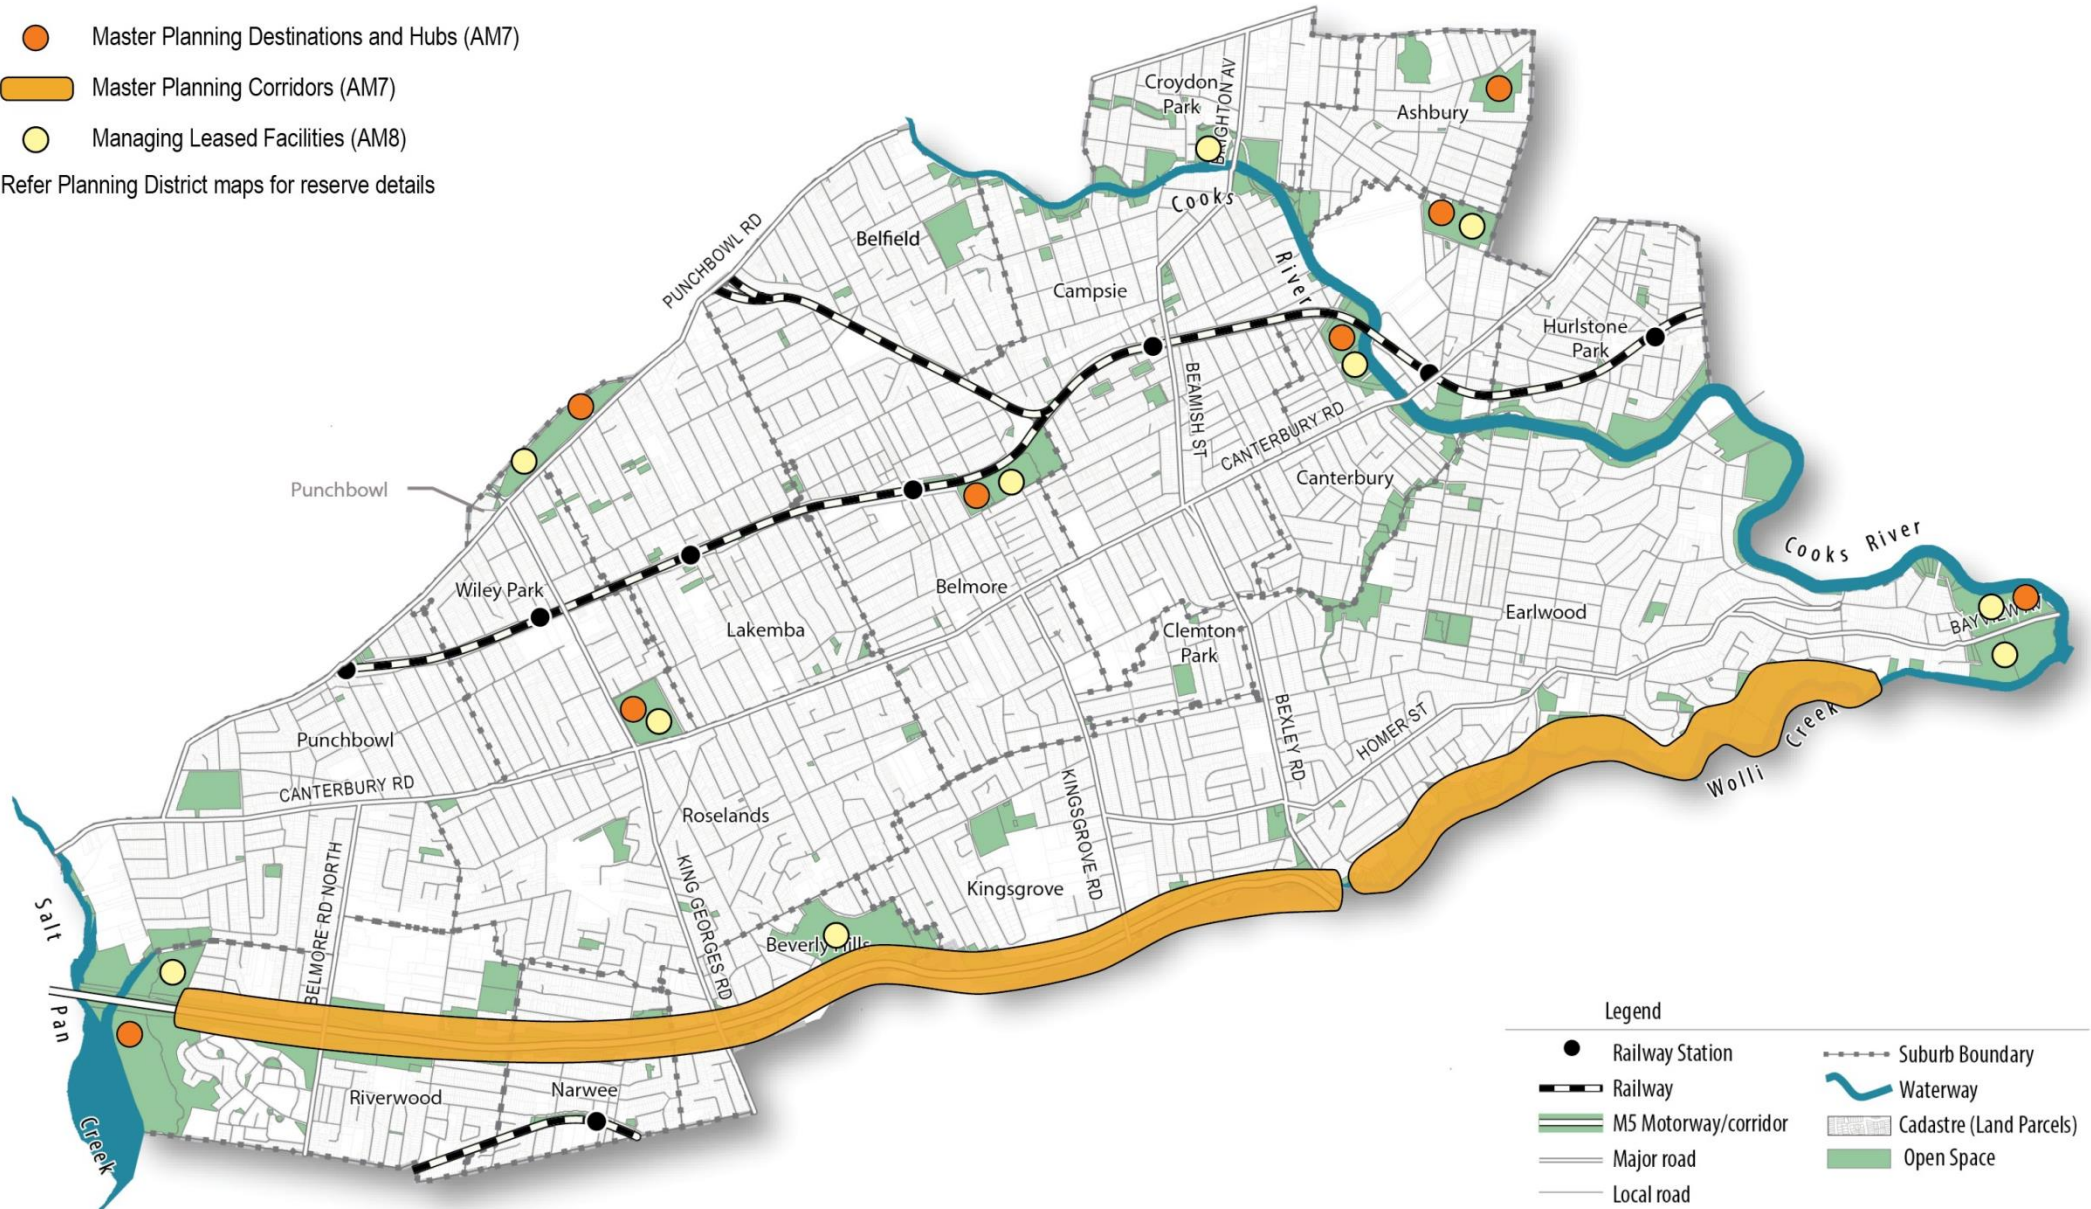 Master Planning Destinations and Hubs (AM7)
Master Planning Corridors (AM7)
Managing Leased Facilities (AM8)
Refer Planning District maps for reserve details
Croydon
Park
BRIGHTON AV
Ashbury
Cooks
River
PUNCHBOWL RD
Belfield
Campsie
Hurlstone
Park
BEAMISH ST
CANTERBURY RD
Canterbury
Punchbowl
Cooks River
Wiley Park
Belmore
Lakemba
Clemton
Park
Earlwood
BAYVIEW AV
Punchbowl
CANTERBURY RD
BEXLEY RD
HOMER ST
Creek
Wolli
Roselands
KINGSGROVE RD
Kingsgrove
KING GEORGES RD
BELMORE RD NORTH
Beverly Hills
Salt
Pan
Creek
Riverwood
Narwee
Legend
Railway Station
Railway
M5 Motorway/corridor
Major road
Local road
Suburb Boundary
Waterway
Cadastre (Land Parcels)
Open Space